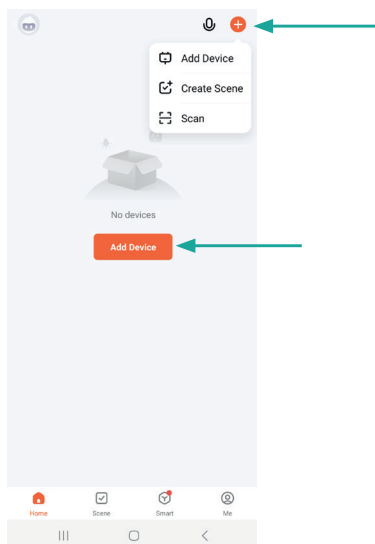 Add Device
Create Scene
Scan
No devices
Add Device
Home Scene Smart Me